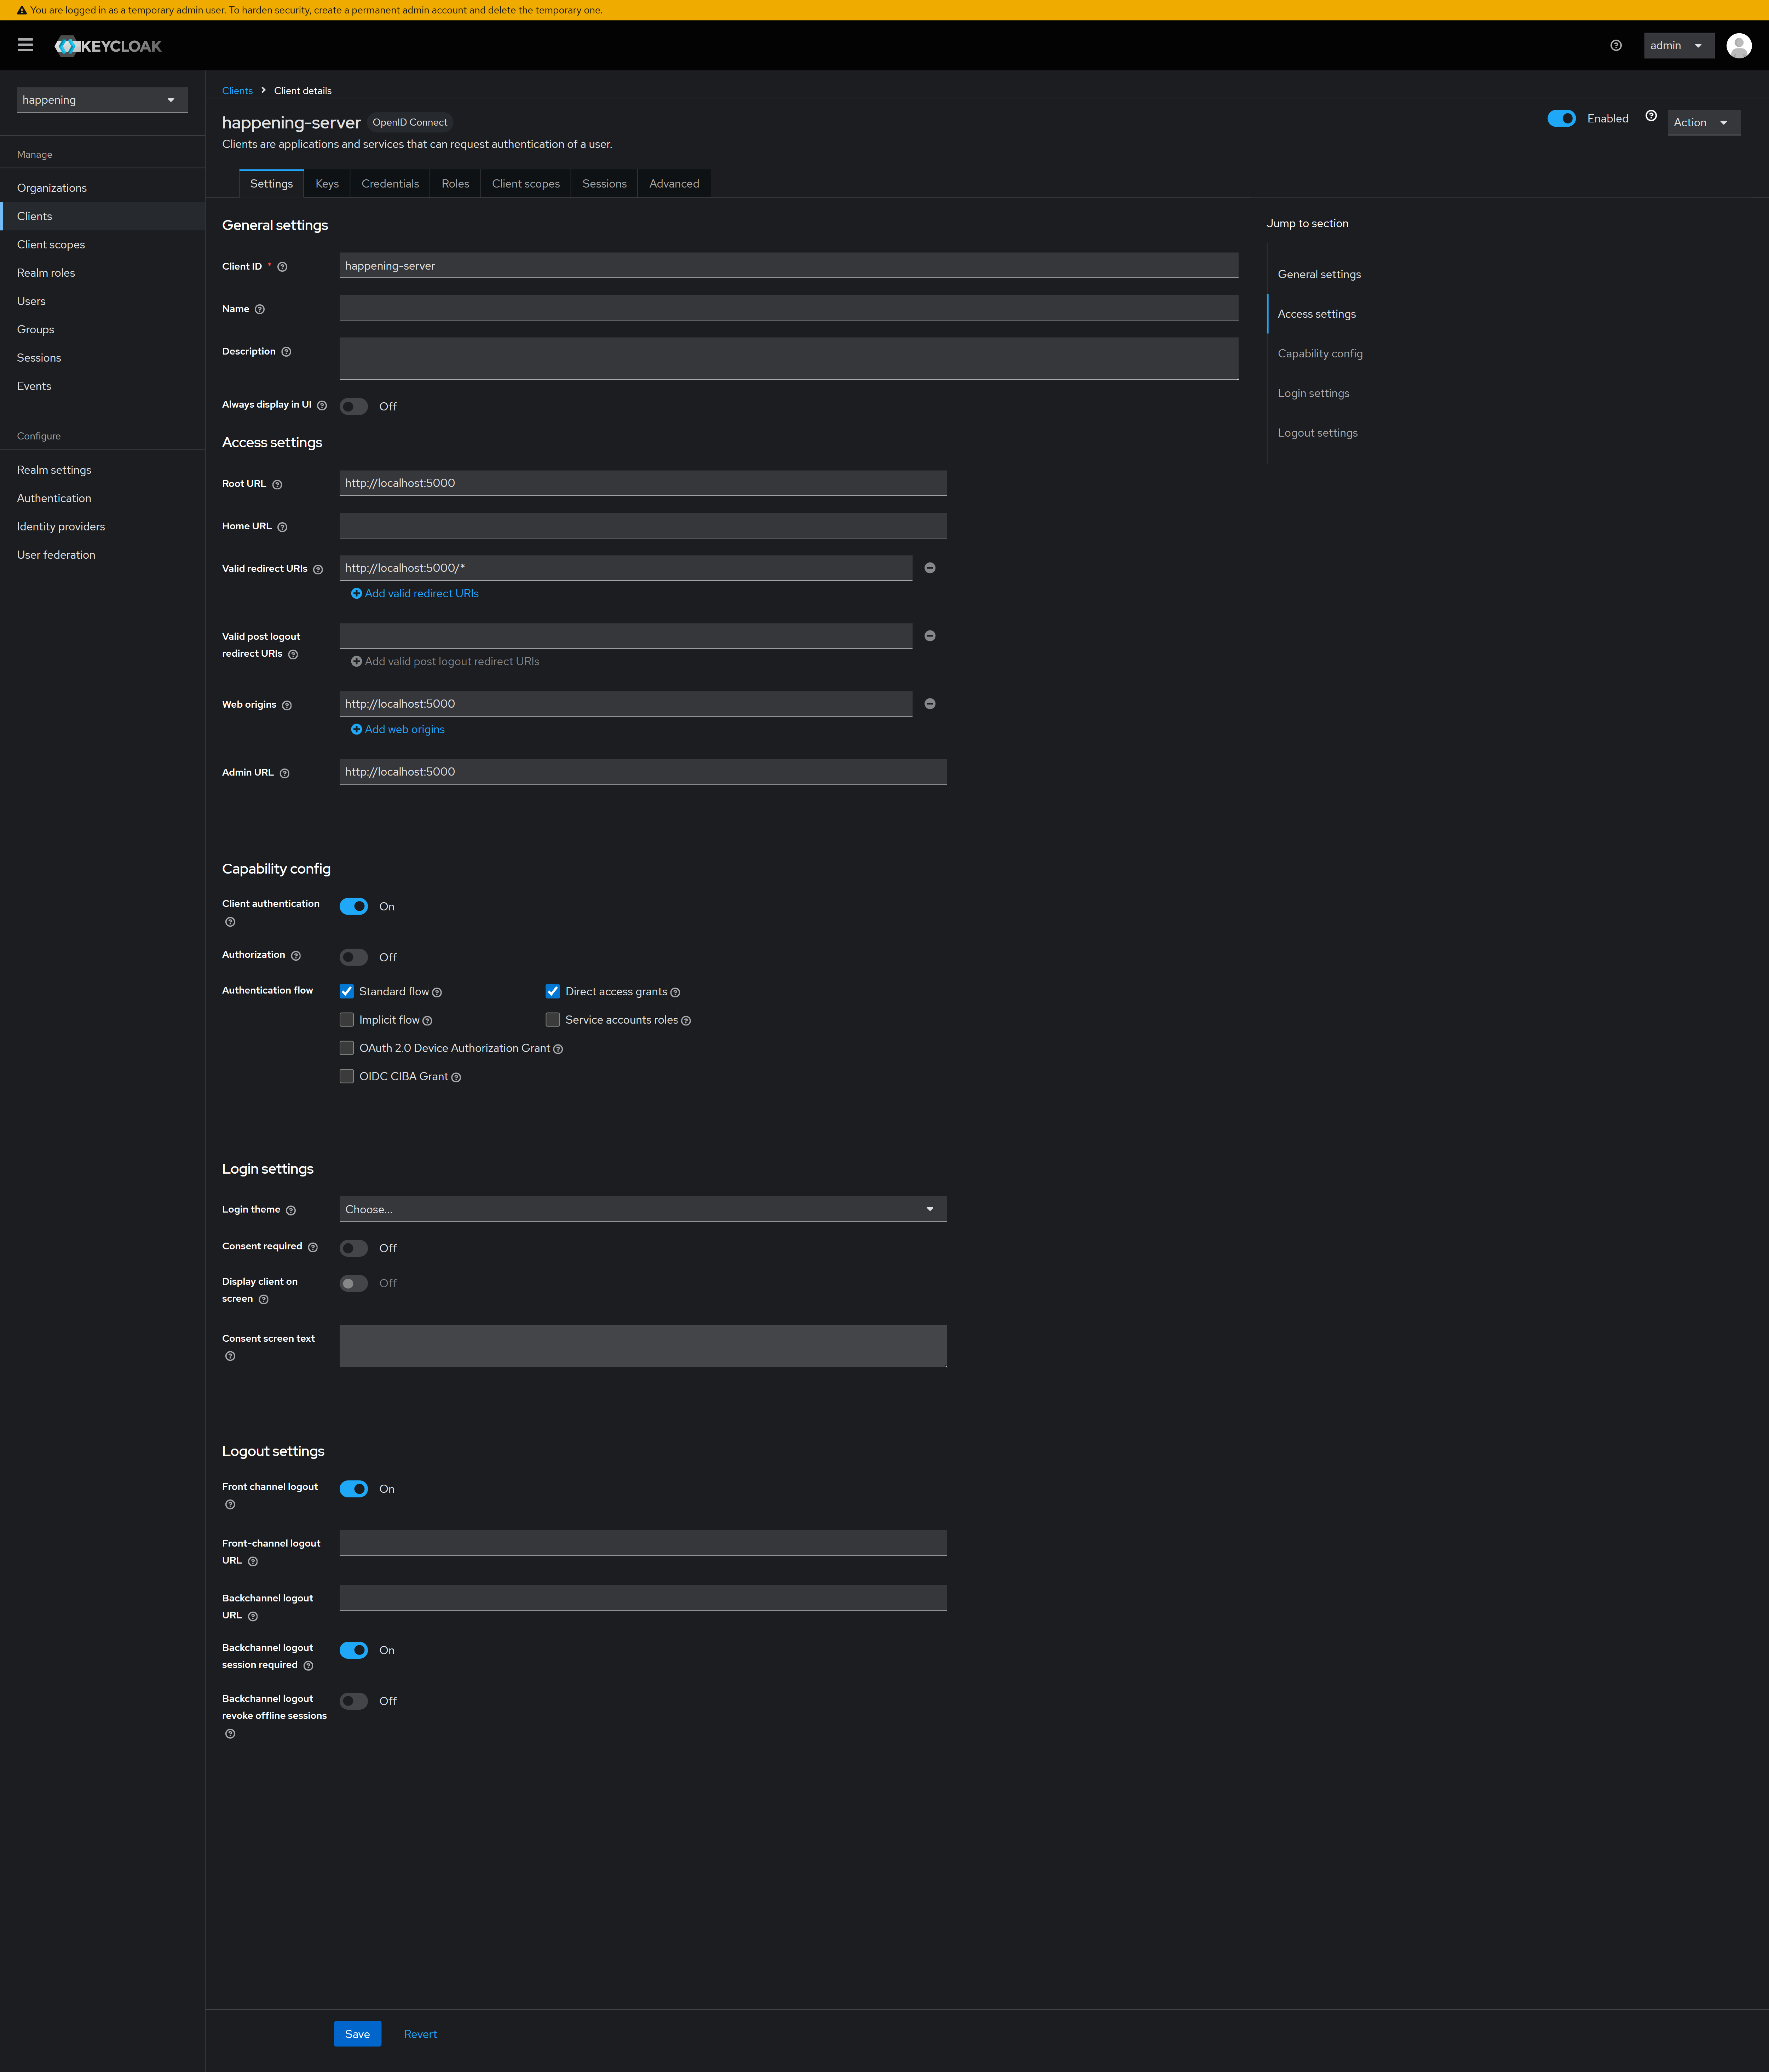 You are logged in as a temporary admin user. To harden security, create a permanent admin account and delete the temporary one.
KEYCLOAK
admin
happening
Manage
Organizations
Clients
Client scopes
Realm roles
Users
Groups
Sessions
Events
Configure
Realm settings
Authentication
Identity providers
User federation
Clients > Client details
happening-server OpenID Connect
Enabled
Action
Clients are applications and services that can request authentication of a user.
Settings Keys Credentials Roles Client scopes Sessions Advanced
General settings
Client ID *
happening-server
Name
Description
Always display in UI
Off
Access settings
Root URL
http://localhost:5000
Home URL
Valid redirect URIs
http://localhost:5000/*
Add valid redirect URIs
Valid post logout
redirect URIs
Add valid post logout redirect URIs
Web origins
http://localhost:5000
Add web origins
Admin URL
http://localhost:5000
Capability config
Client authentication
On
Authorization
Off
Authentication flow
Standard flow
Direct access grants
Implicit flow
Service accounts roles
OAuth 2.0 Device Authorization Grant
OIDC CIBA Grant
Login settings
Login theme
Choose...
Consent required
Off
Display client on
screen
Off
Consent screen text
Logout settings
Front channel logout
On
Front-channel logout
URL
Backchannel logout
URL
Backchannel logout
session required
On
Backchannel logout
revoke offline sessions
Off
Save
Revert
Jump to section
General settings
Access settings
Capability config
Login settings
Logout settings